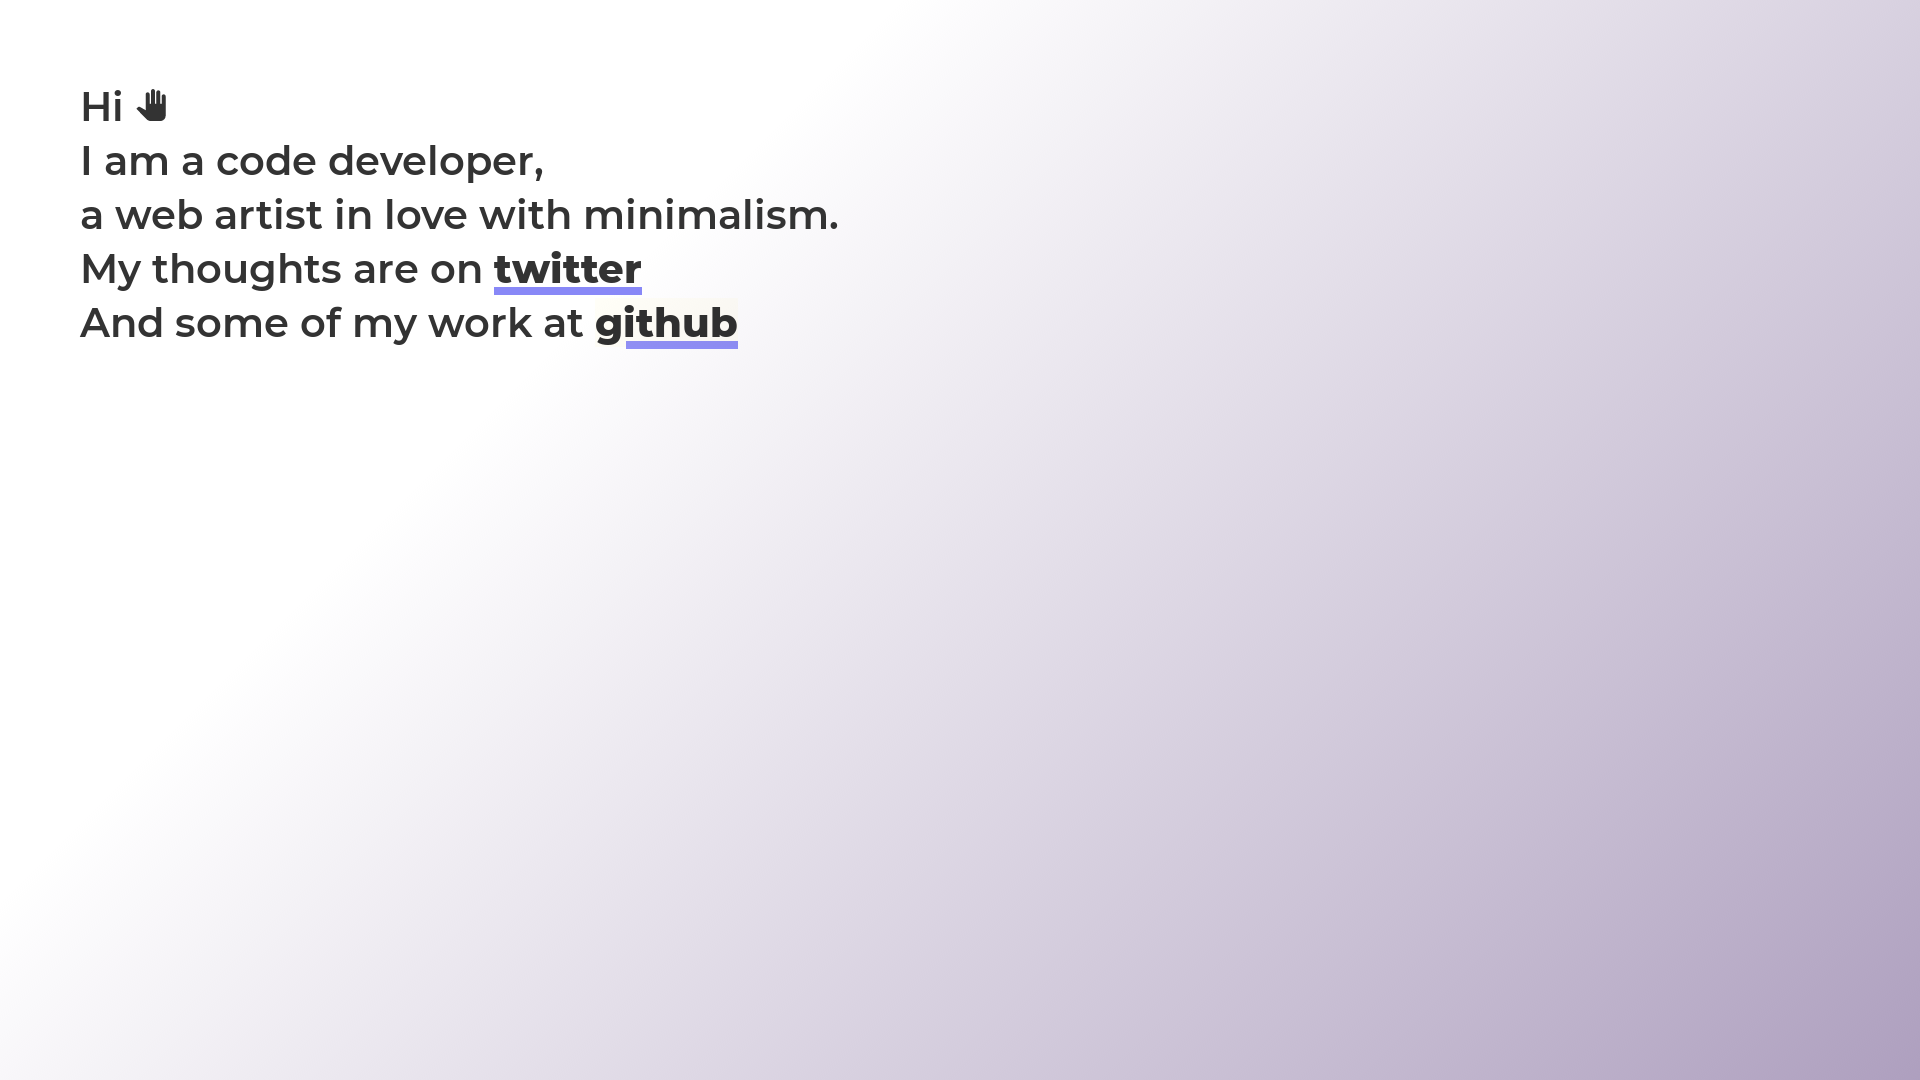 Hi
I am a code developer,
a web artist in love with minimalism.
My thoughts are on twitter
And some of my work at github